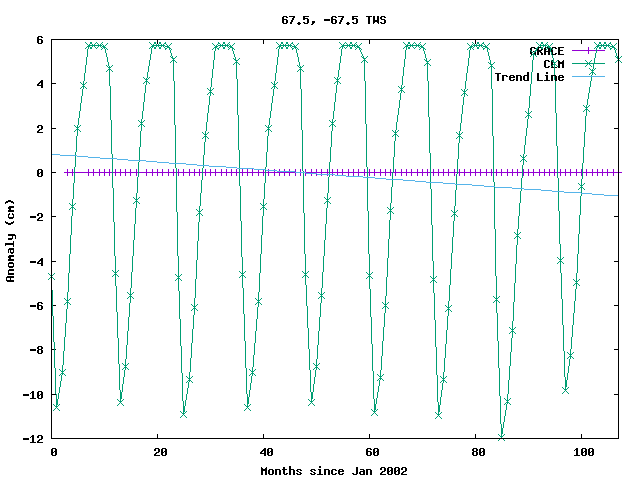 67.5, -67.5 TWS
GRACE
CLM
Trend Line
6
4
2
0
-2
-4
-6
-8
-10
-12
Anomaly (cm)
0 20 40 60 80 100
Months since Jan 2002